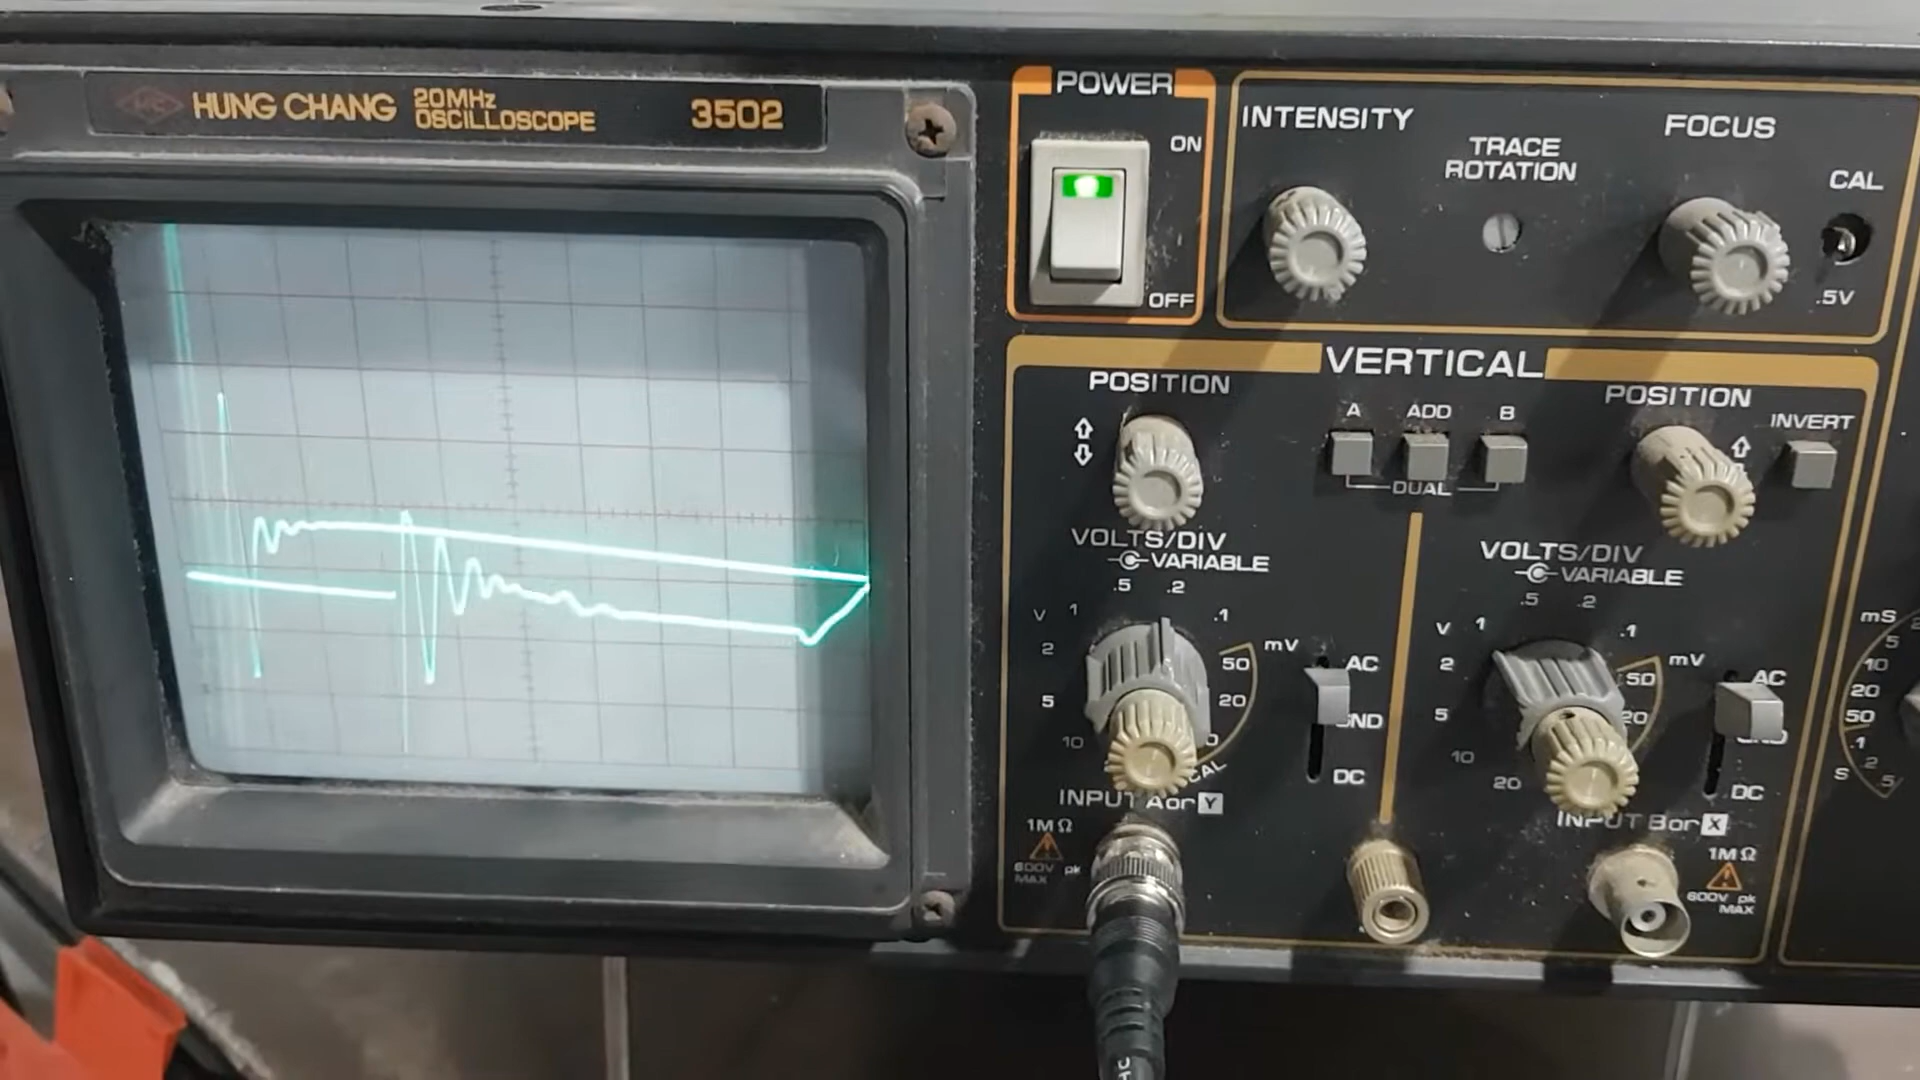 HUNG CHANG 20MHz OSCILLOSCOPE 3502
POWER
ON
OFF
INTENSITY
TRACE ROTATION
FOCUS
CAL
.5V
VERTICAL
POSITION
A ADD B
DUAL
POSITION
INVERT
VOLTS/DIV
VARIABLE
.5 .2
V 1 .1
2 50 mV
5 20
10
CAL
AC
GND
DC
INPUT A or Y
1MΩ
600V pk
MAX
VOLTS/DIV
VARIABLE
.5 .2
V 1 .1
2 50 mV
5 20
10
20
AC
GND
DC
INPUT B or X
1MΩ
600V pk
MAX
mS
5
10
20
50
.1
.2
S .5